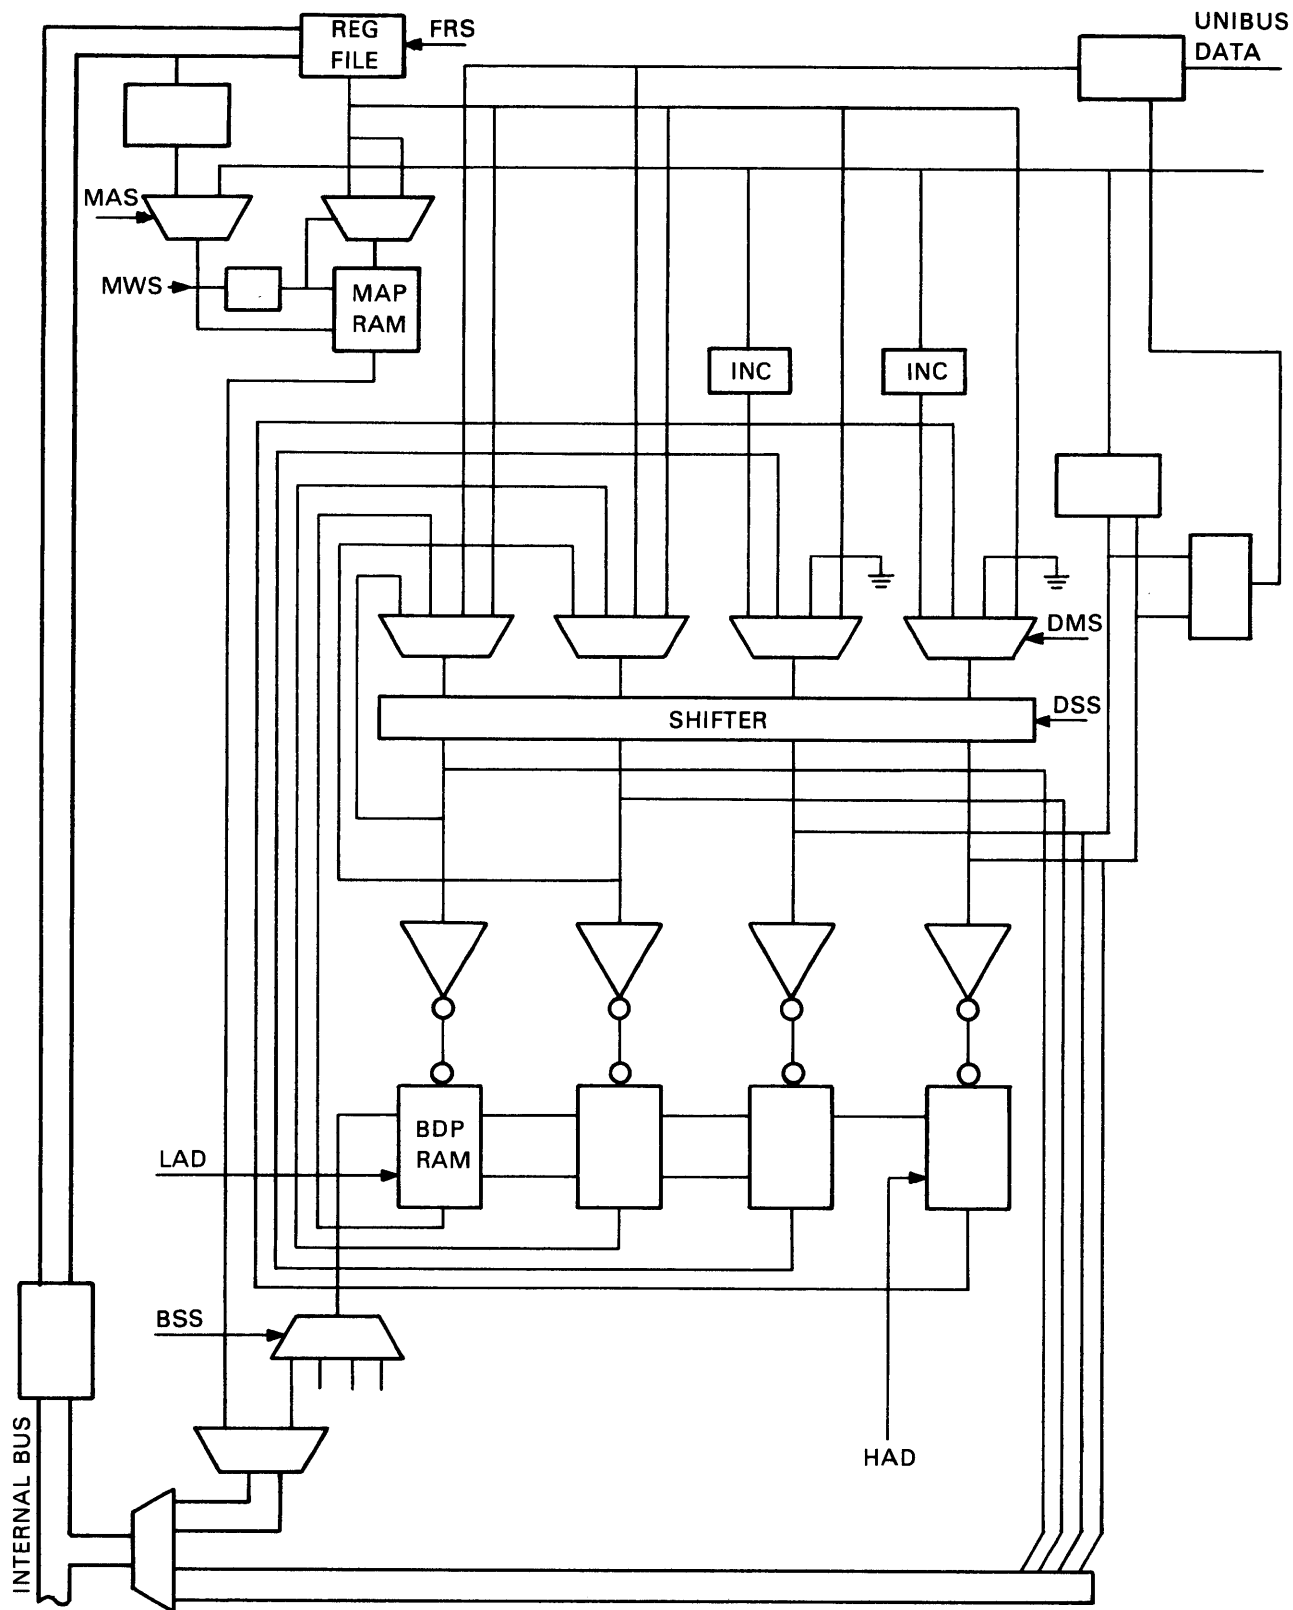 REG
FILE
FRS
UNIBUS
DATA
MAS
MWS
MAP
RAM
INC
INC
DMS
SHIFTER
DSS
BDP
RAM
LAD
BSS
HAD
INTERNAL BUS